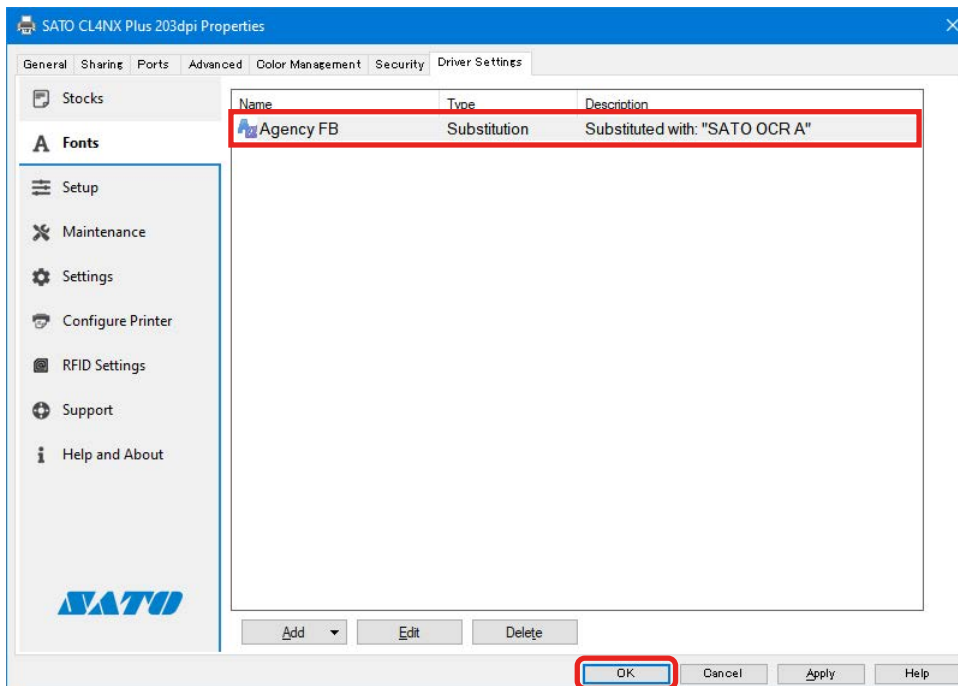 SATO CL4NX Plus 203dpi Properties
General Sharing Ports Advanced Color Management Security Driver Settings
Stocks
Fonts
Setup
Maintenance
Settings
Configure Printer
RFID Settings
Support
Help and About
SATO
Name Type Description
Agency FB Substitution Substituted with: "SATO OCR A"
Add Edit Delete
OK Cancel Apply Help